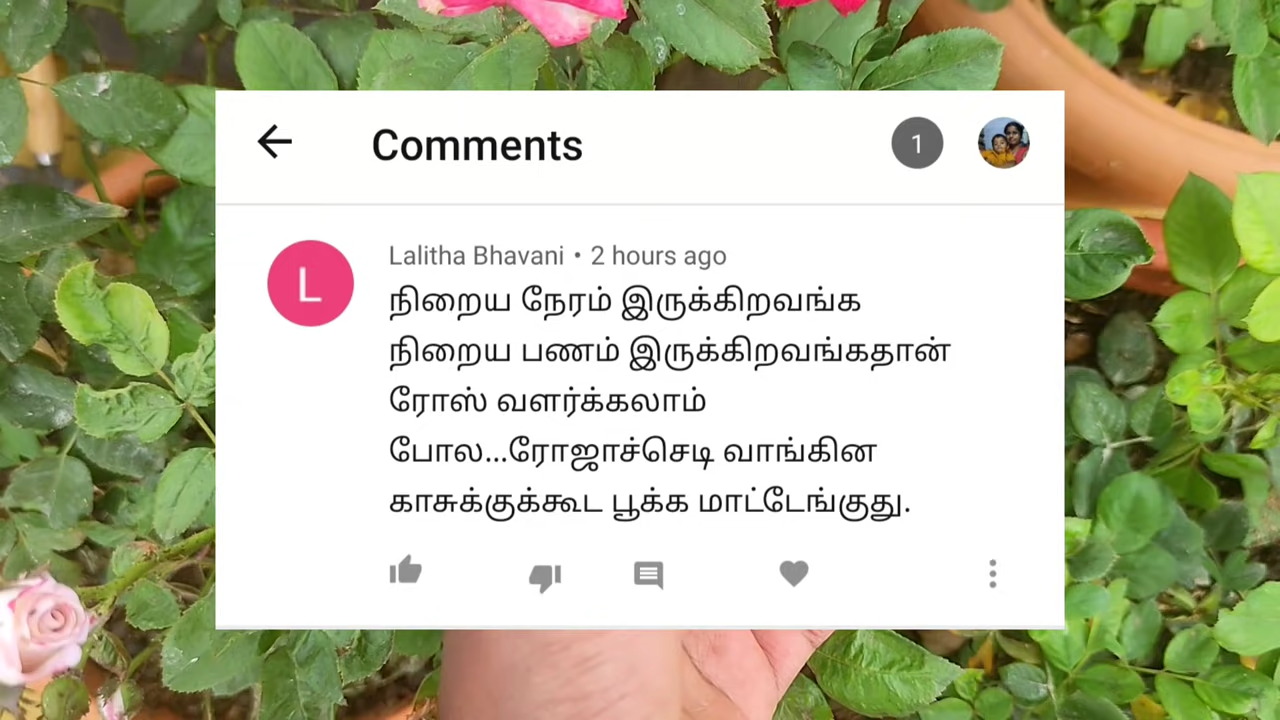 Comments
1
L
Lalitha Bhavani • 2 hours ago
நிறைய நேரம் இருக்கிறவங்க
நிறைய பணம் இருக்கிறவங்கதான்
ரோஸ் வளர்க்கலாம்
போல...ரோஜாச்செடி வாங்கின
காசுக்குக்கூட பூக்க மாட்டேங்குது.